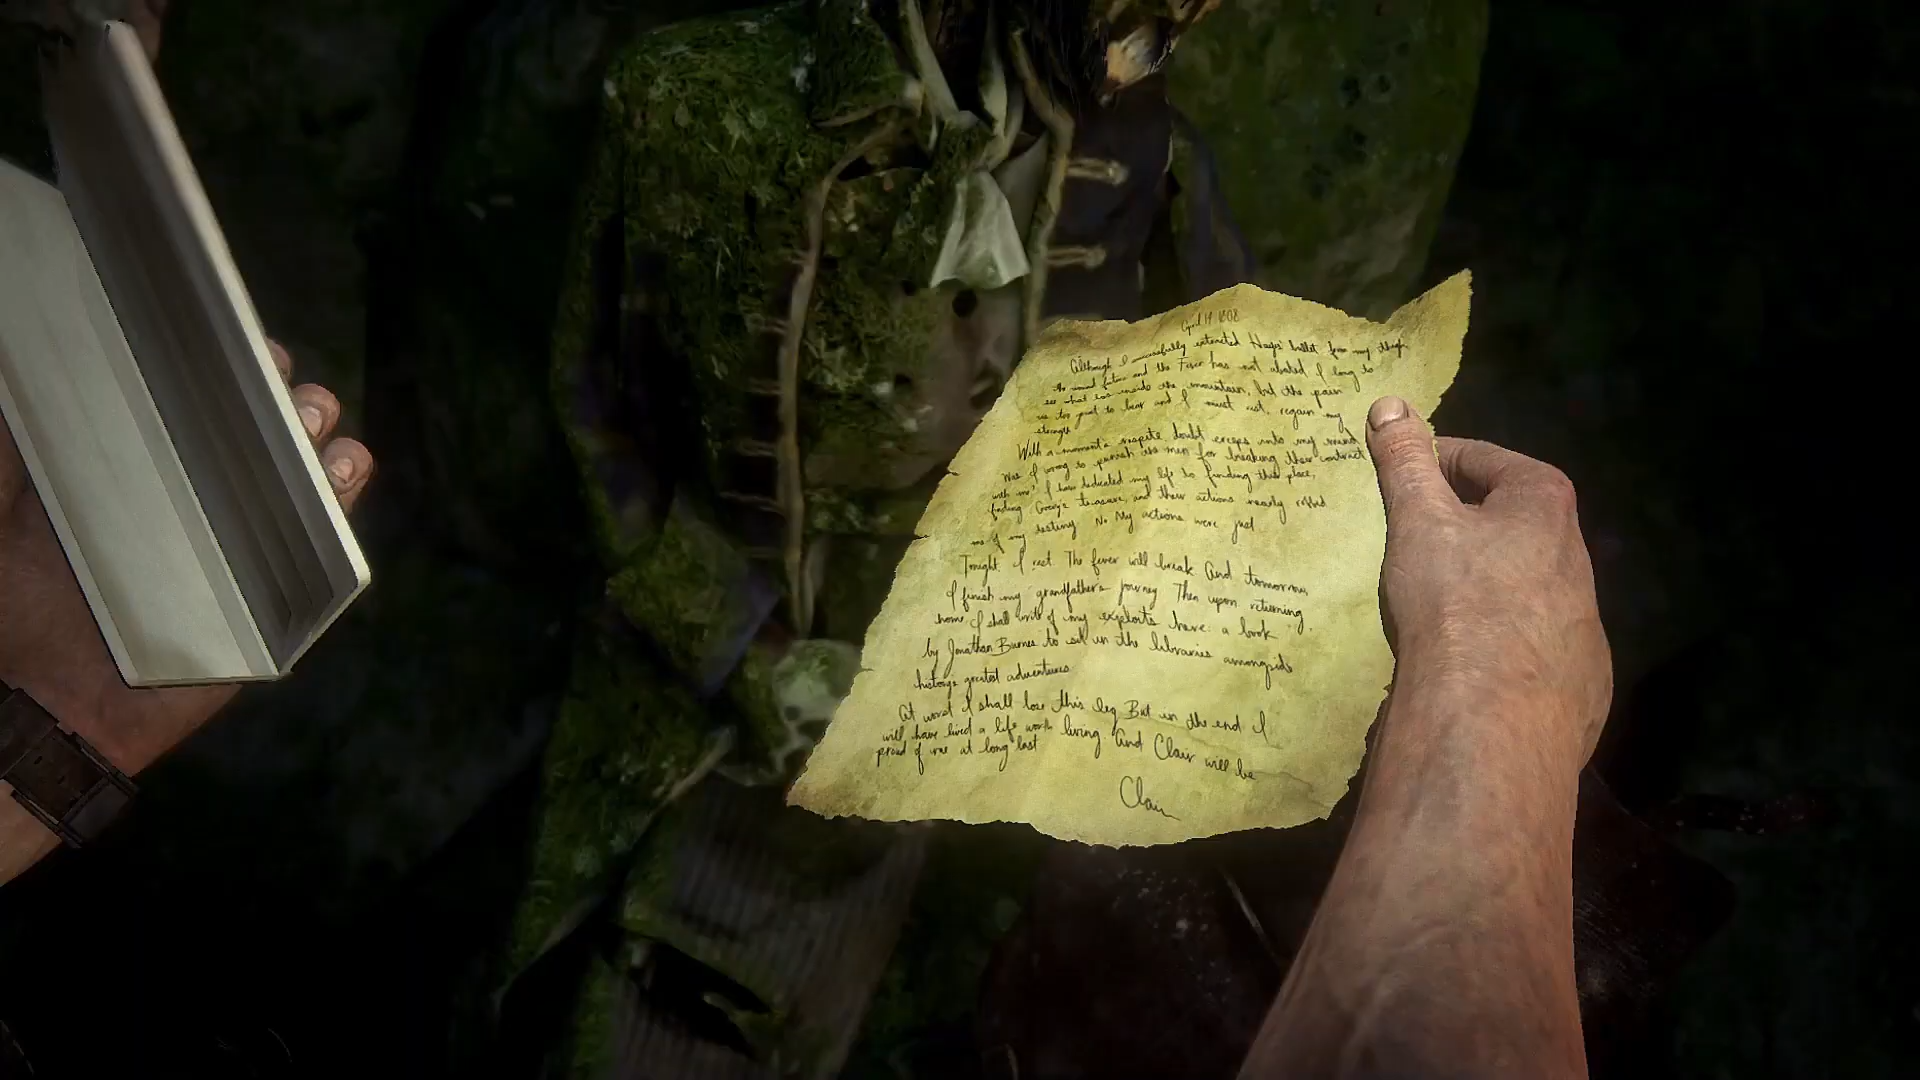 April 19 1808
Although I successfully extracted Hayes' bullet from my thigh
the wound festers and the Fever has not abated I long to
see what lies inside the mountain, but the pain
is too great to bear and I must rest, regain my
strength
With a moment's respite, doubt creeps into my mind
Was I wrong to punish the men for breaking their contract
with me? I have dedicated my life to finding this place,
finding Avery's treasure, and their actions nearly robbed
me of my destiny No My actions were just
Tonight I rest. The fever will break And tomorrow
I finish my grandfather's journey Then upon returning
home I shall write of my exploits here: a book
by Jonathan Burnes to sit in the libraries amongside
history's greatest adventures
At worst I shall lose this leg But in the end I
will have lived a life worth living And Clair will be
proud of me at long last
Clair